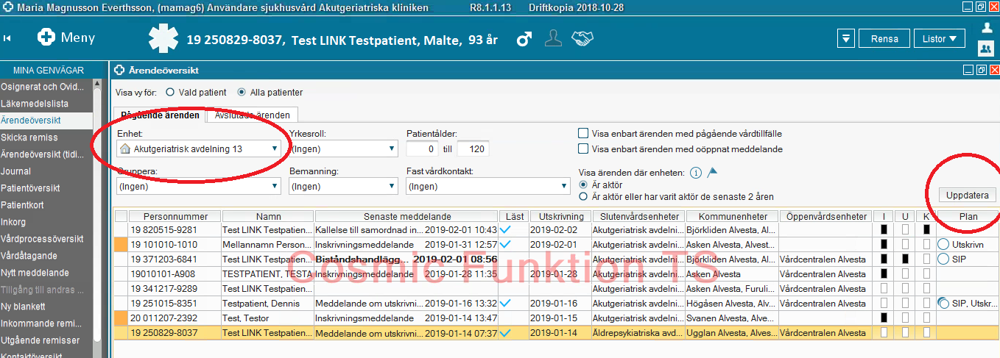 Maria Magnusson Everthsson, (mamag6) Användare sjukhusvård Akutgeriatriska kliniken R8.1.1.13 Driftkopia 2018-10-28
Meny 19 250829-8037, Test LINK Testpatient, Malte, 93 år Rensa Listor
MINA GENVÄGAR
Osignerat och Ovid...
Läkemedelslista
Ärendeöversikt
Skicka remiss
Ärendeöversikt (tidi...
Journal
Patientöversikt
Patientkort
Inkorg
Vårdprocessöversikt
Vårdåtagande
Nytt meddelande
Tillgång till andras ...
Ny blankett
Inkommande remi...
Utgående remisser
Kontaktöversikt
Ärendeöversikt
Visa vy för: Vald patient Alla patienter
Pågående ärenden Avslutade ärenden
Enhet: Yrkesroll: Patientålder: Visa enbart ärenden med pågående vårdtillfälle
Akutgeriatrisk avdelning 13 (Ingen) 0 till 120 Visa enbart ärenden med oöppnat meddelande
Gruppera: Bemanning: Fast vårdkontakt: Visa ärenden där enheten:
(Ingen) (Ingen) (Ingen) Är aktör
Är aktör eller har varit aktör de senaste 2 åren Uppdatera
Personnummer Namn Senaste meddelande Läst Utskrivning Slutenvårdsenheter Kommunenheter Öppenvårdsenheter I U K Plan
19 820515-9281 Test LINK Testpatien... Kallelse till samordnad in... 2019-02-01 10:43 2019-02-02 Akutgeriatrisk avdelni... Björkliden Alvesta, Al...
19 101010-1010 Mellannamn Person... Inskrivningsmeddelande 2019-01-31 12:57 2019-02-01 Akutgeriatrisk avdelni... Asken Alvesta, Alvest... Utskrivn
19 371203-6841 Test LINK Testpatien... Biståndshandlägg... 2019-02-01 08:56 Akutgeriatrisk avdelni... Björkliden Alvesta, Al... Vårdcentralen Alvesta SIP
19010101-A908 TESTPATIENT, TESTA Inskrivningsmeddelande 2019-01-28 11:35 2019-01-28 Akutgeriatrisk avdelni... Asken Alvesta Vårdcentralen Alvesta
19 341217-9289 Test LINK Testpatien... Akutgeriatrisk avdelni... Asken Alvesta, Furuli... Vårdcentralen Alvesta
19 251015-8351 Testpatient, Dennis Meddelande om utskrivni... 2019-01-16 13:32 2019-01-16 Akutgeriatrisk avdelni... Högåsen Alvesta, Alv... Vårdcentralen Alvesta SIP, Utskr...
20 011207-2392 Test, Testor Inskrivningsmeddelande 2019-01-14 13:47 2019-01-15 Akutgeriatrisk avdelni... Svanen Alvesta, Alve...
19 250829-8037 Test LINK Testpatien... Meddelande om utskrivni... 2019-01-14 07:37 2019-01-14 Äldrepsykiatriska avd... Ugglan Alvesta, Alves... Vårdcentralen Alvesta
Cosmic Funktion TS